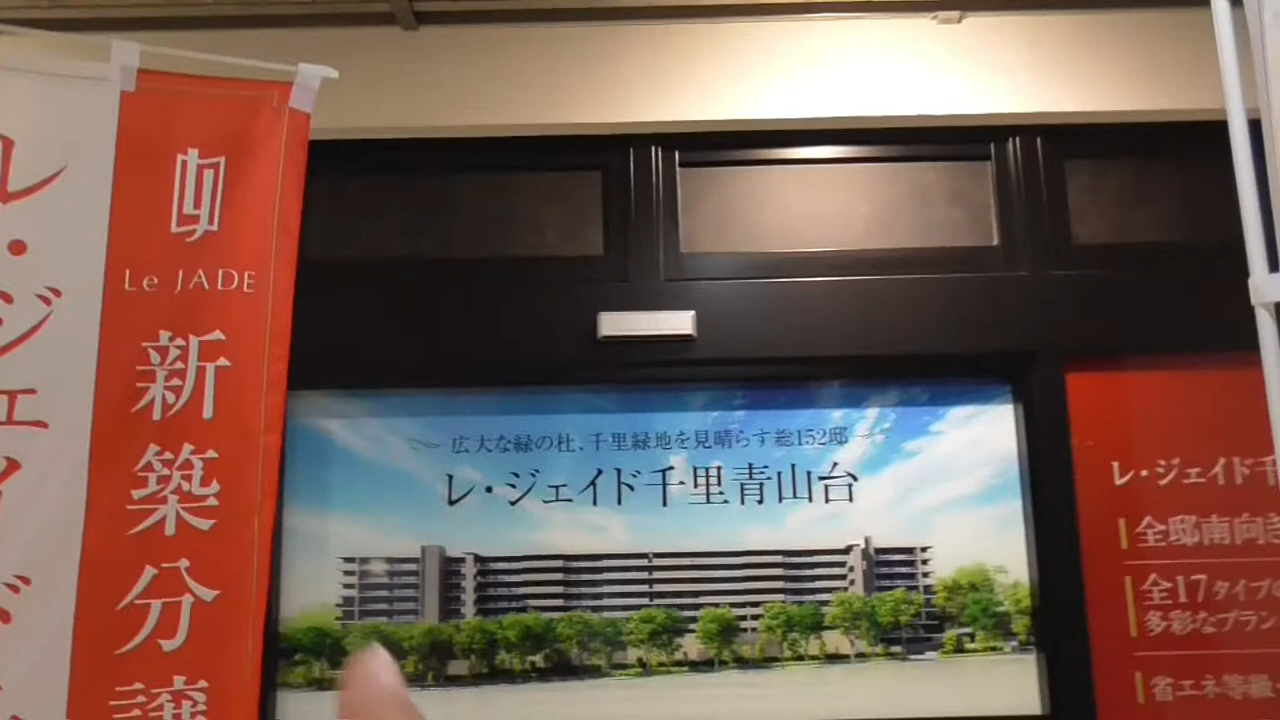 レ・ジェイド
Le JADE
新築分譲
広大な緑の杜、千里緑地を見晴らす総152邸
レ・ジェイド千里青山台
レ・ジェイド千
全邸南向
全17タイプ
多彩なプラン
省エネ等級